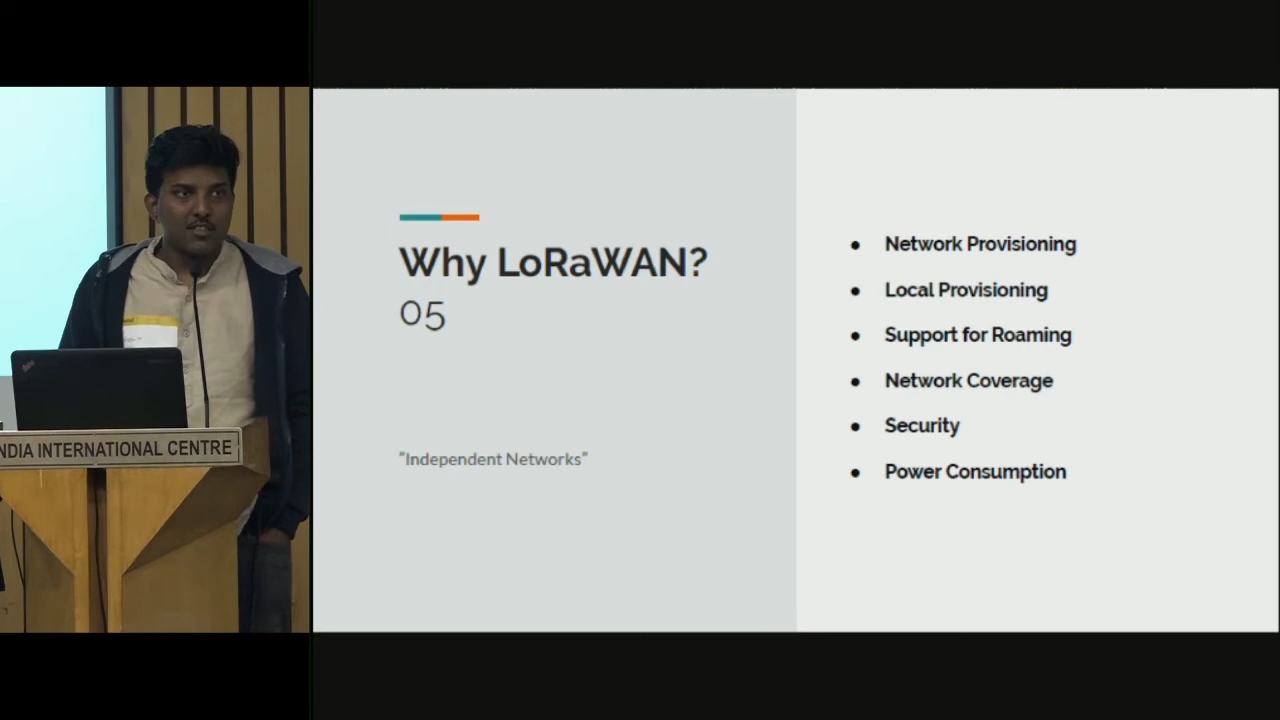 Why LoRaWAN?
05
"Independent Networks"
● Network Provisioning
● Local Provisioning
● Support for Roaming
● Network Coverage
● Security
● Power Consumption
NDIA INTERNATIONAL CENTRE